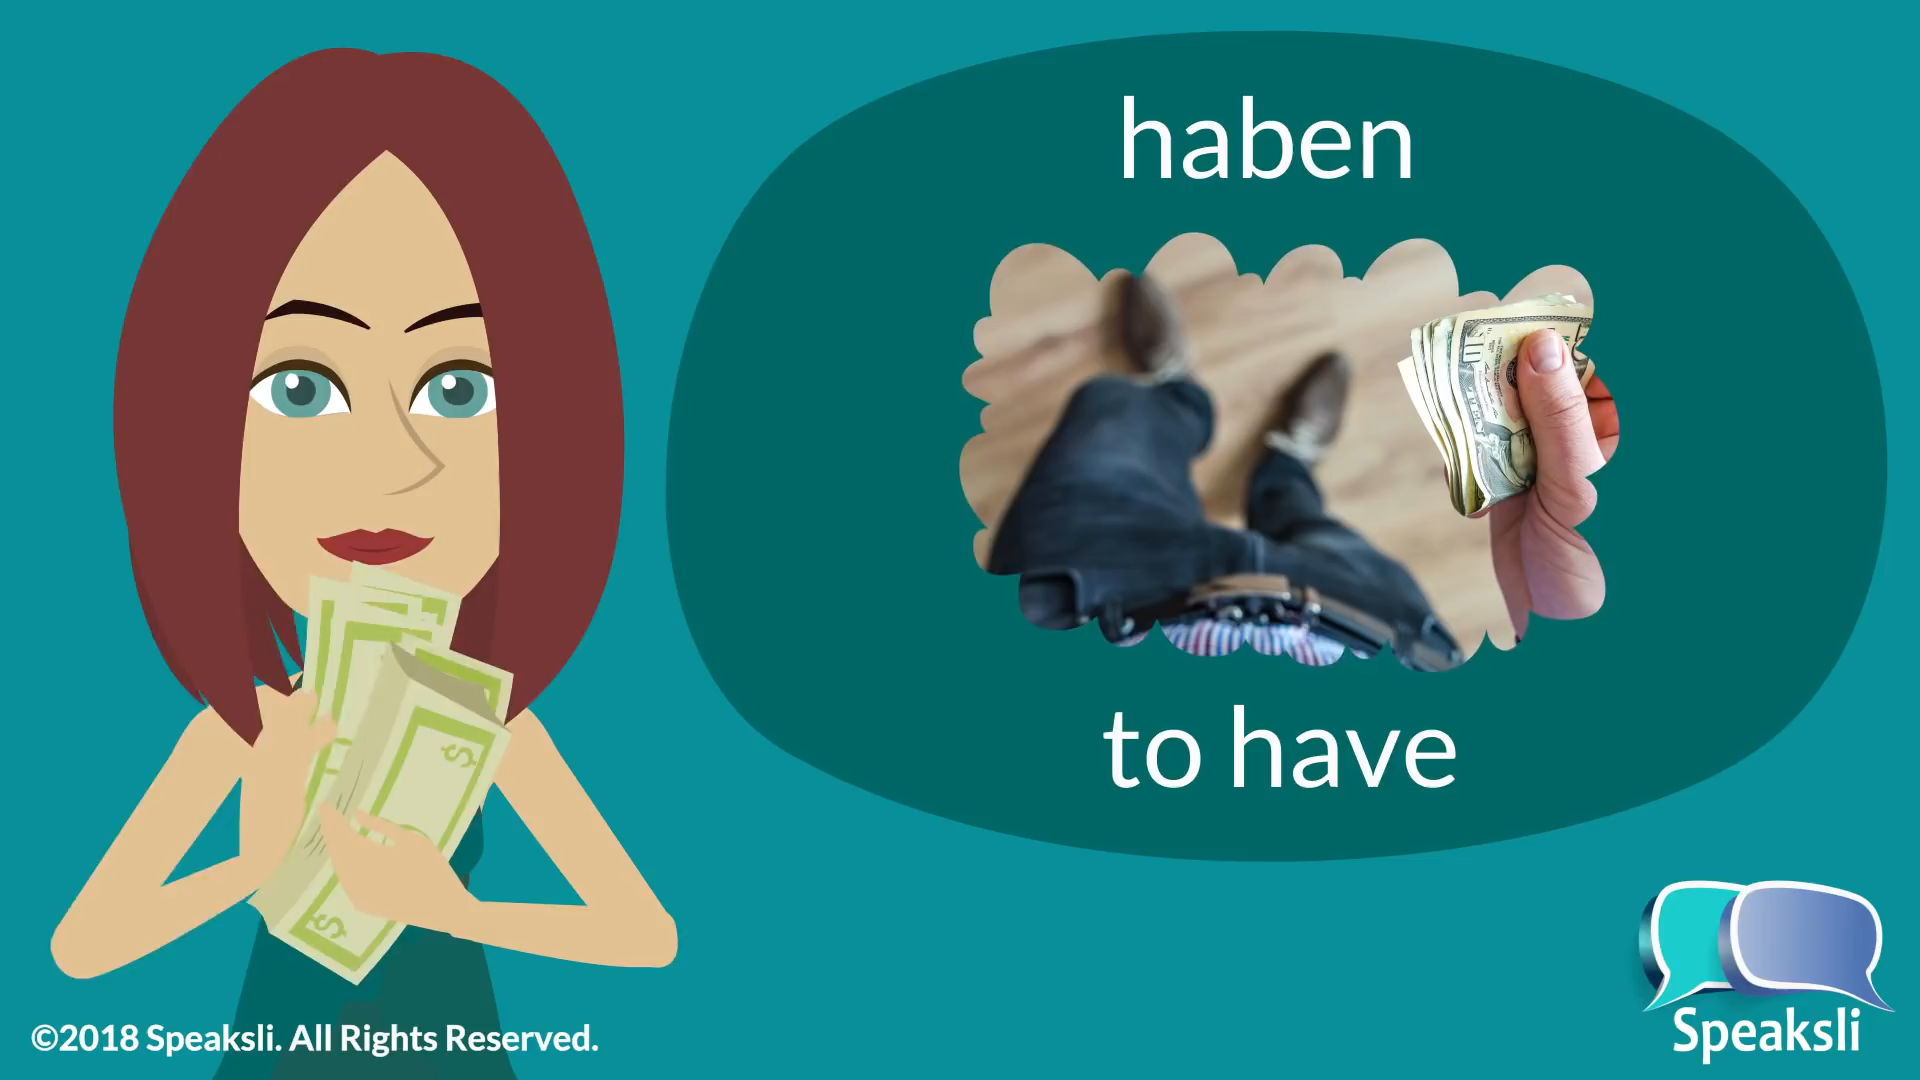 haben
to have
$
$
Speaksli
©2018 Speaksli. All Rights Reserved.